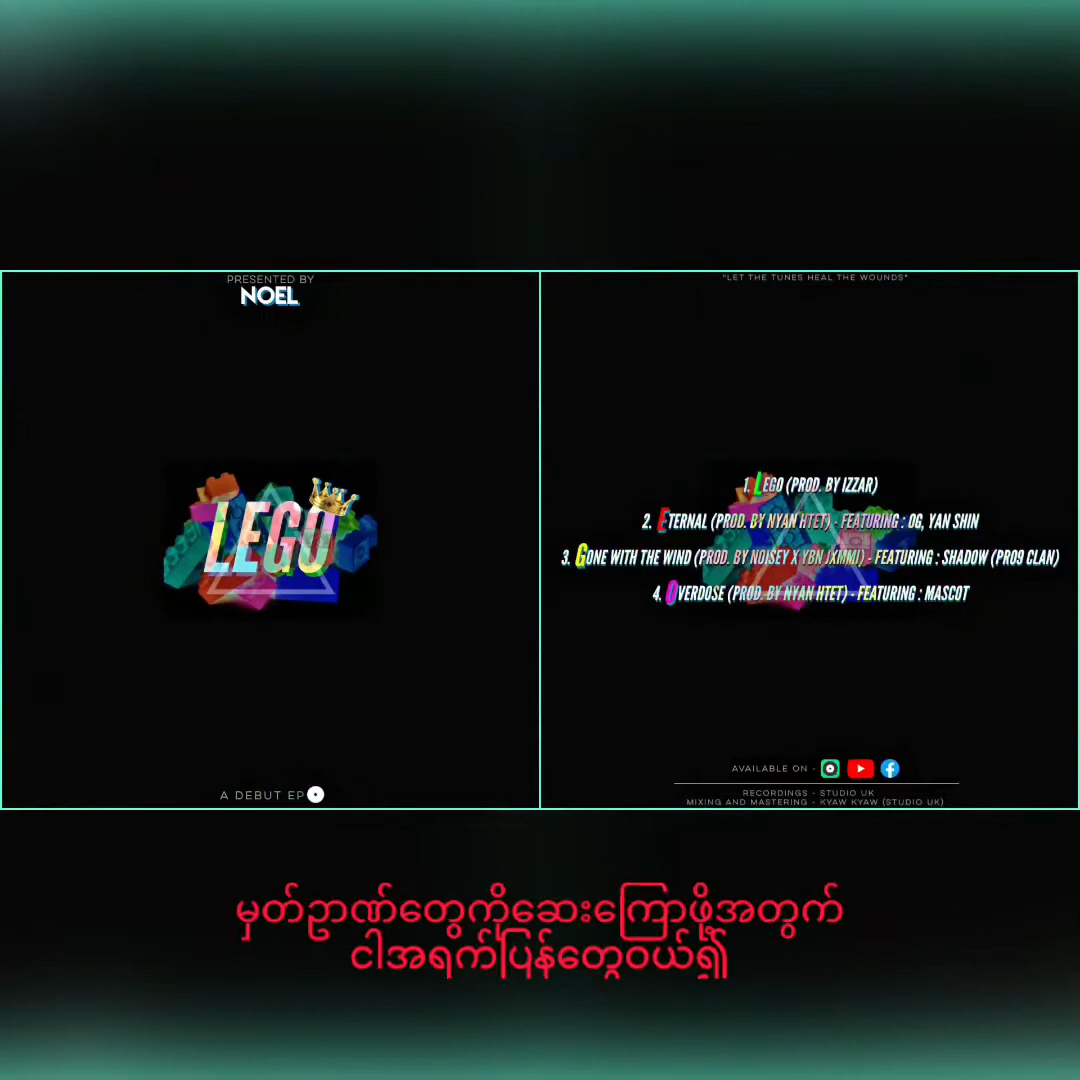 PRESENTED BY
NOEL
LEGO
A DEBUT EP
"LET THE TUNES HEAL THE WOUNDS"
1. LEGO (PROD. BY IZZAR)
2. ETERNAL (PROD. BY NYAN HTET) - FEATURING : OG, YAN SHIN
3. GONE WITH THE WIND (PROD. BY NOISEY X YBN JXMMI) - FEATURING : SHADOW (PRO9 CLAN)
4. OVERDOSE (PROD. BY NYAN HTET) - FEATURING : MASCOT
AVAILABLE ON -
RECORDINGS - STUDIO UK
MIXING AND MASTERING - KYAW KYAW (STUDIO UK)
မှတ်ဥာဏ်တွေကိုဆေးကြောဖို့အတွက်
ငါအရက်ပြန်တွေဝယ်၍